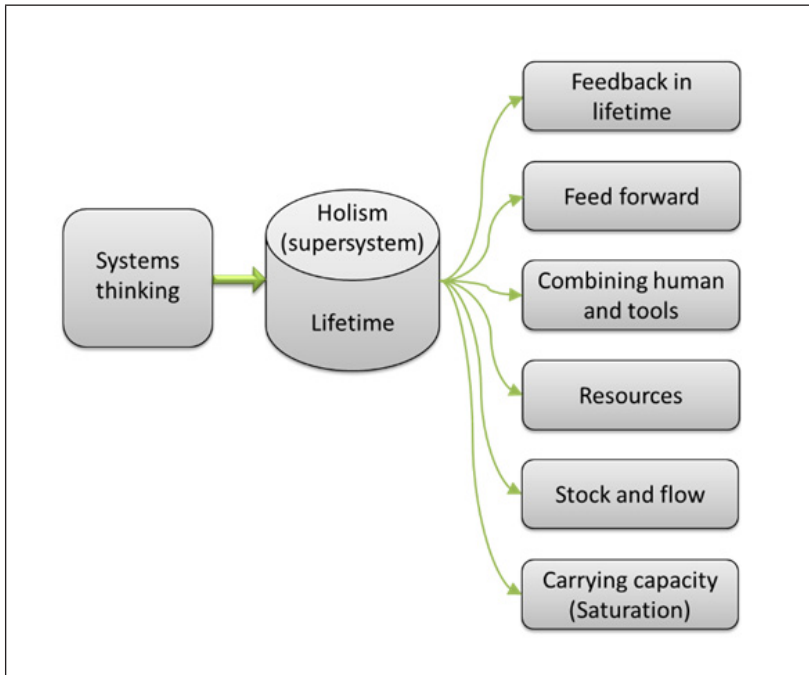 Systems
thinking
Holism
(supersystem)
Lifetime
Feedback in
lifetime
Feed forward
Combining human
and tools
Resources
Stock and flow
Carrying capacity
(Saturation)